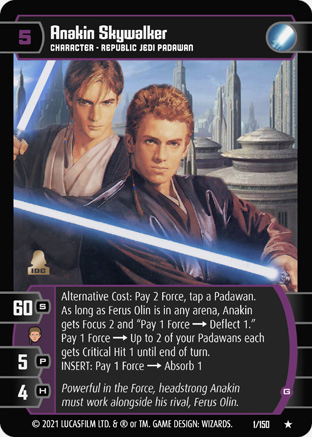 5
Anakin Skywalker
CHARACTER • REPUBLIC JEDI PADAWAN
100
60 S
5 P
4 H
Alternative Cost: Pay 2 Force, tap a Padawan.
As long as Ferus Olin is in any arena, Anakin
gets Focus 2 and “Pay 1 Force → Deflect 1.”
Pay 1 Force → Up to 2 of your Padawans each
get Critical Hit 1 until end of turn.
INSERT: Pay 1 Force → Absorb 1
Powerful in the Force, headstrong Anakin
must work alongside his rival, Ferus Olin.
G
© 2021 LUCASFILM LTD. & ® or TM. GAME DESIGN: WIZARDS.
1/150